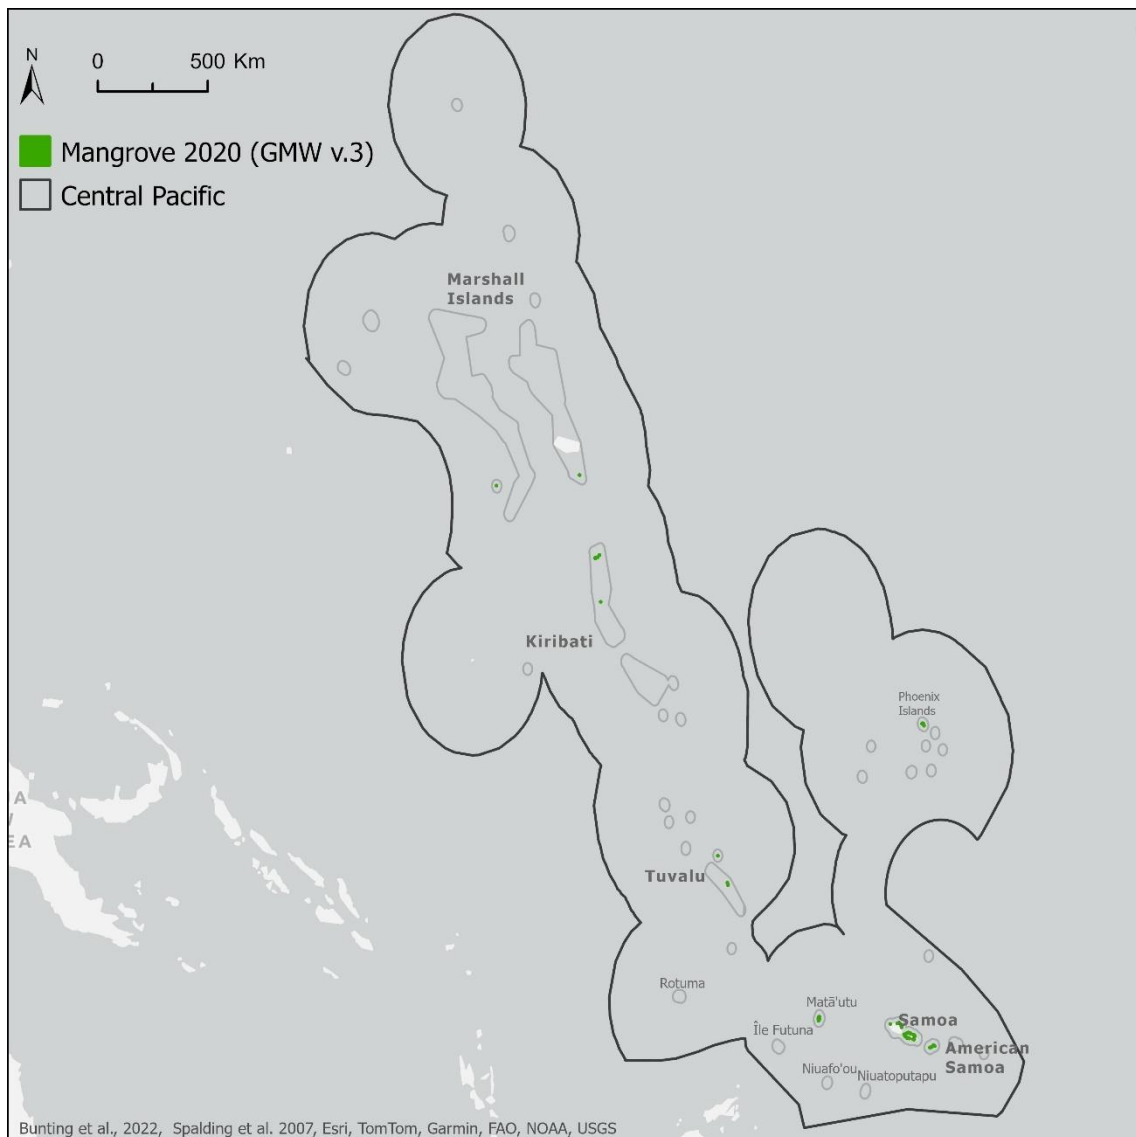 N
0 500 Km
Mangrove 2020 (GMW v.3)
Central Pacific
Marshall
Islands
Kiribati
Phoenix
Islands
A
W
EA
Tuvalu
Rotuma
Matā'utu
Île Futuna
Samoa
American
Samoa
Niuafo'ou
Niuatoputapu
Bunting et al., 2022, Spalding et al. 2007, Esri, TomTom, Garmin, FAO, NOAA, USGS